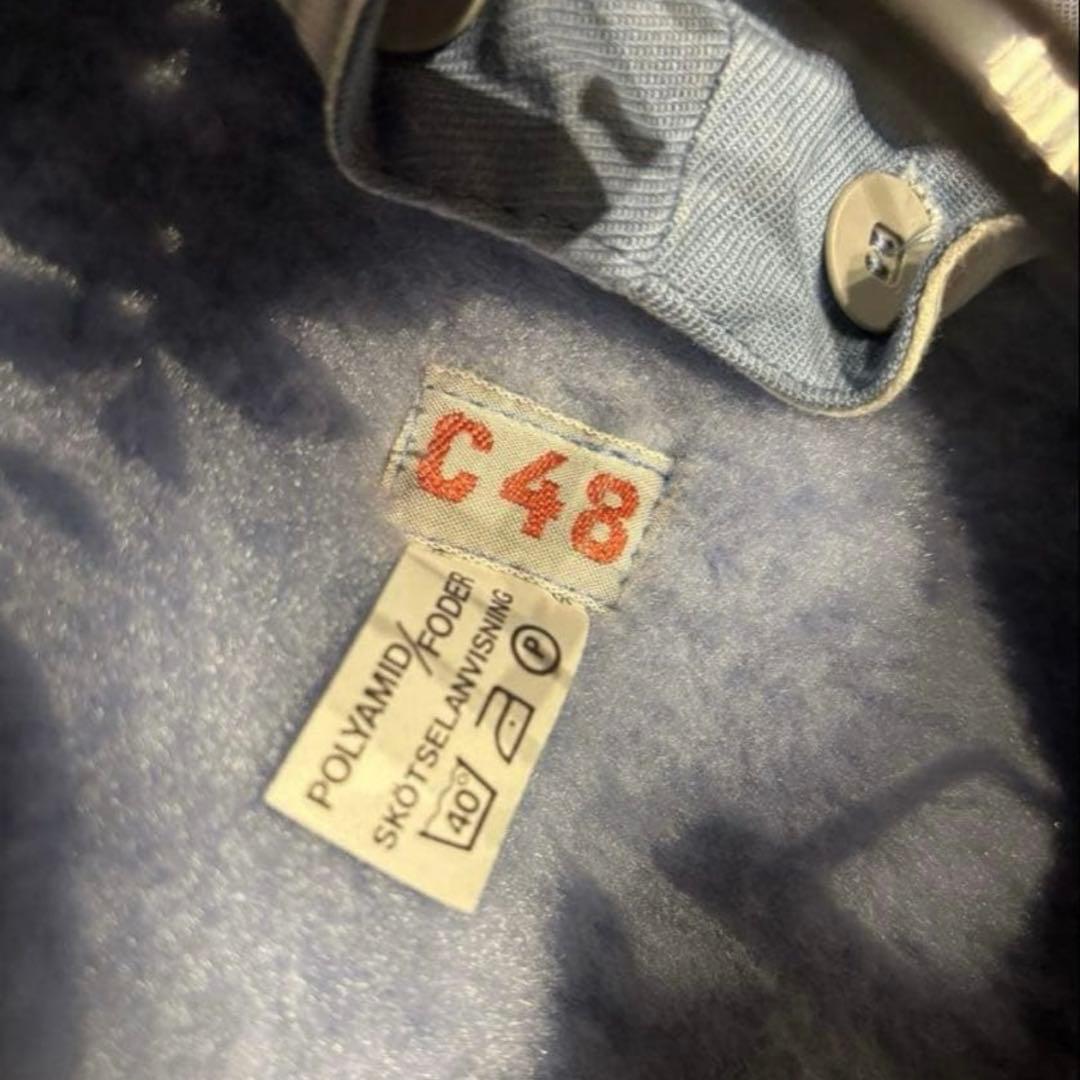 C 48
POLYAMID/FODER
SKÖTSELANVISNING
40° P